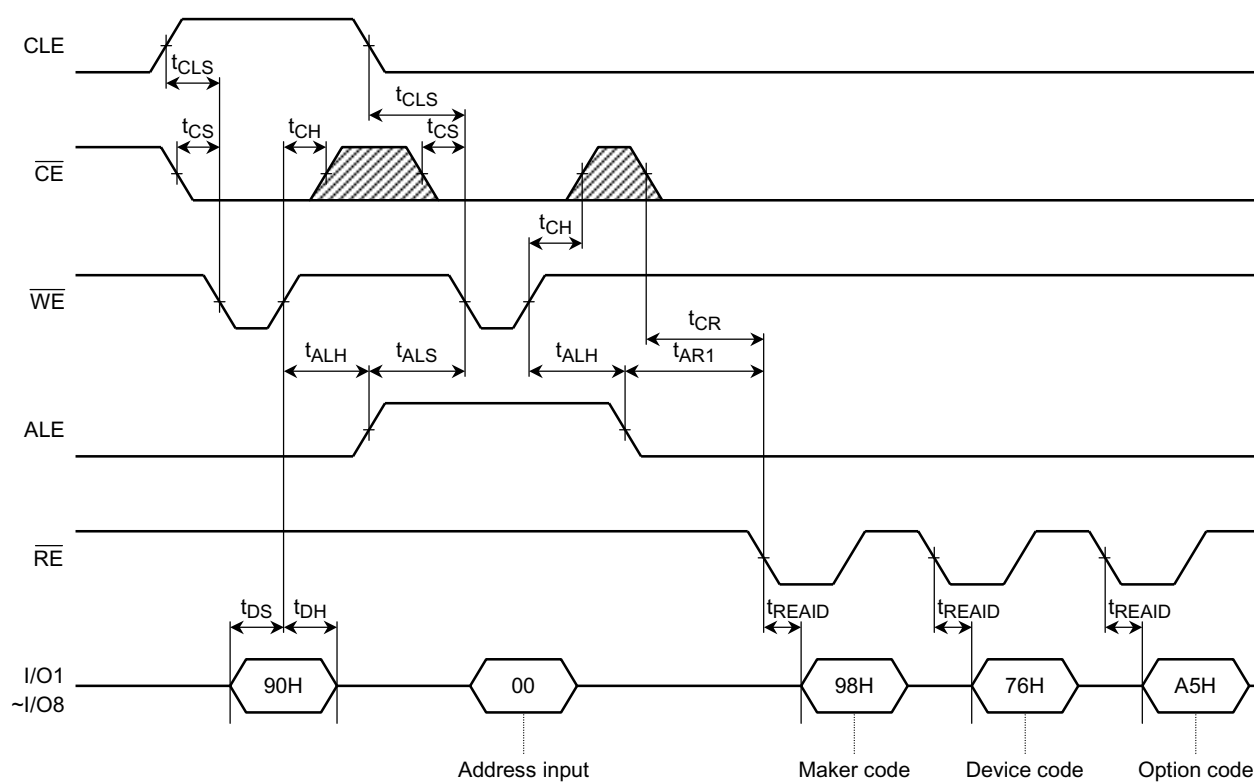 CLE
tCLS
tCLS
tCS
tCH
tCS
CE
tCH
WE
tCR
tALH
tALS
tALH
tAR1
ALE
RE
tDS
tDH
tREAID
tREAID
tREAID
I/O1
~I/O8
90H
00
98H
76H
A5H
Address input
Maker code
Device code
Option code